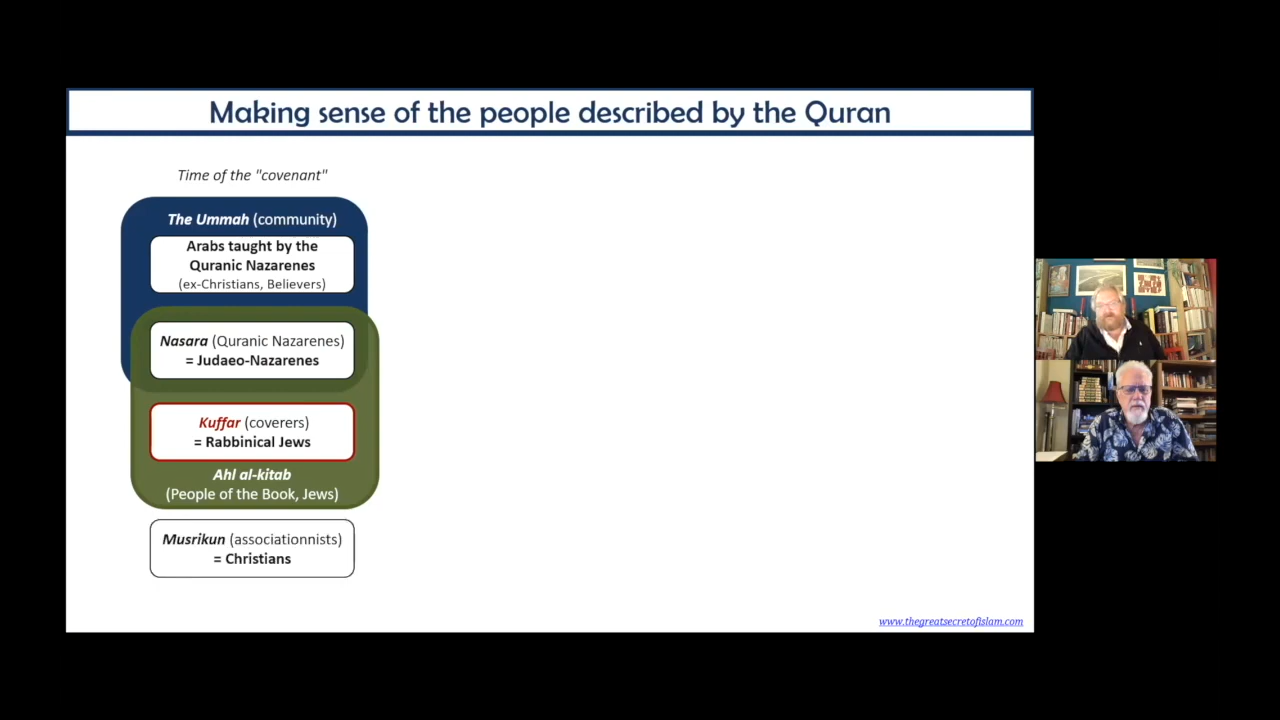 Making sense of the people described by the Quran
Time of the "covenant"
The Ummah (community)
Arabs taught by the
Quranic Nazarenes
(ex-Christians, Believers)
Nasara (Quranic Nazarenes)
= Judaeo-Nazarenes
Kuffar (coverers)
= Rabbinical Jews
Ahl al-kitab
(People of the Book, Jews)
Musrikun (associationnists)
= Christians
www.thegreatsecretofislam.com